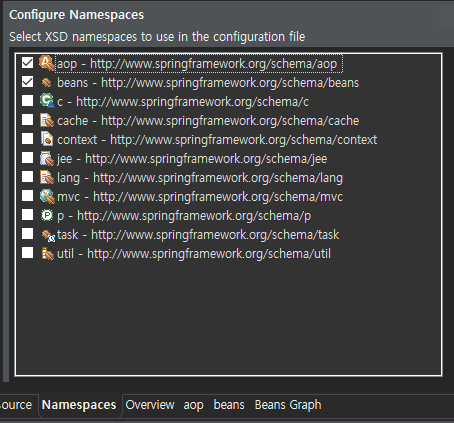 Configure Namespaces
Select XSD namespaces to use in the configuration file
aop - http://www.springframework.org/schema/aop
beans - http://www.springframework.org/schema/beans
c - http://www.springframework.org/schema/c
cache - http://www.springframework.org/schema/cache
context - http://www.springframework.org/schema/context
jee - http://www.springframework.org/schema/jee
lang - http://www.springframework.org/schema/lang
mvc - http://www.springframework.org/schema/mvc
p - http://www.springframework.org/schema/p
task - http://www.springframework.org/schema/task
util - http://www.springframework.org/schema/util
ource Namespaces Overview aop beans Beans Graph